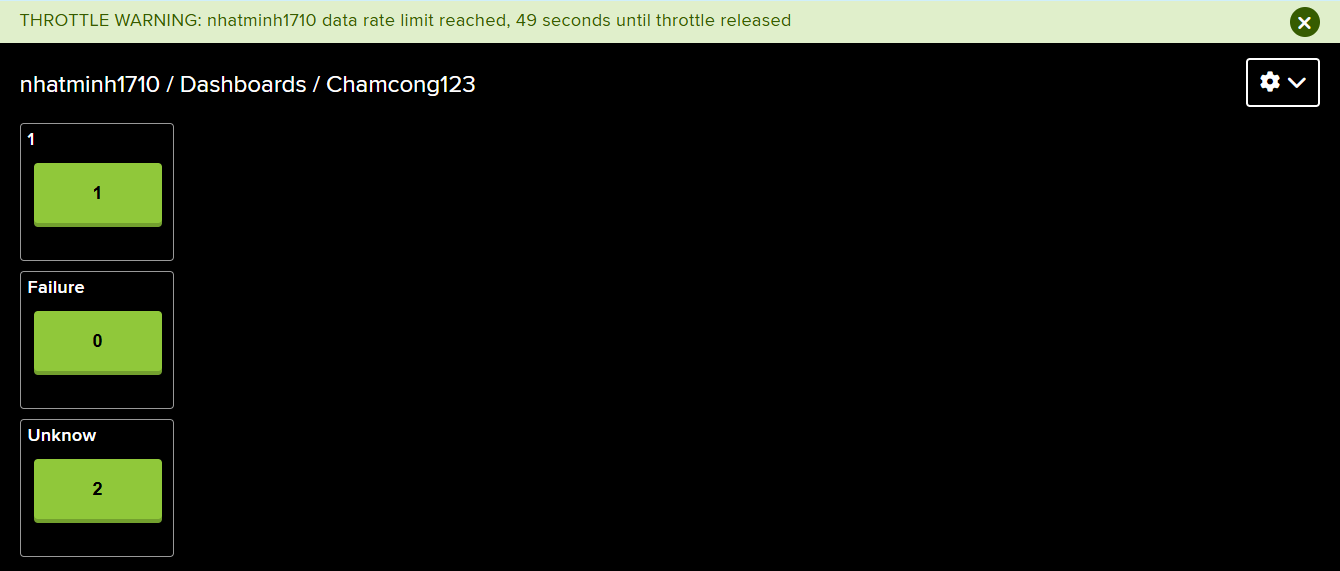 THROTTLE WARNING: nhatminh1710 data rate limit reached, 49 seconds until throttle released
nhatminh1710 / Dashboards / Chamcong123
1
1
Failure
0
Unknow
2